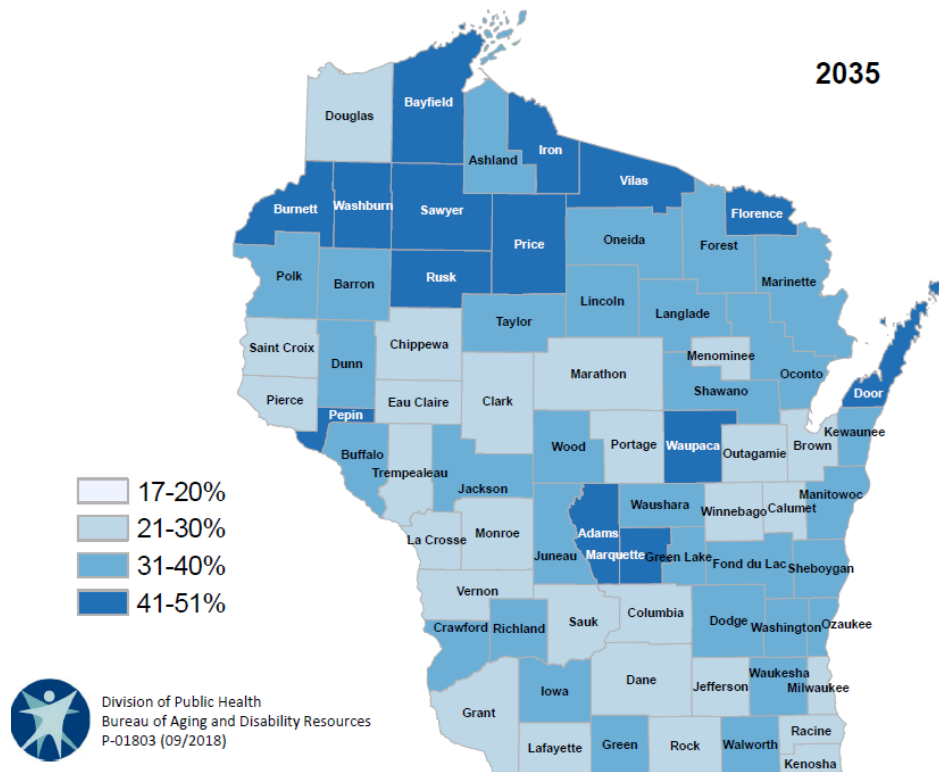 2035
Bayfield
Douglas
Iron
Ashland
Vilas
Burnett
Washburn
Sawyer
Florence
Price
Oneida
Forest
Polk
Barron
Rusk
Marinette
Lincoln
Langlade
Taylor
Chippewa
Saint Croix
Menominee
Dunn
Marathon
Oconto
Shawano
Pierce
Eau Claire
Clark
Door
Pepin
Kewaunee
Wood
Portage
Waupaca
Brown
Buffalo
Outagamie
Trempealeau
Jackson
Manitowoc
Waushara
Calumet
Winnebago
Adams
Monroe
La Crosse
Juneau
Marquette
Green Lake
Fond du Lac
Sheboygan
Vernon
Columbia
Sauk
Dodge
Ozaukee
Crawford
Richland
Washington
Waukesha
Dane
Iowa
Jefferson
Milwaukee
Grant
Racine
Lafayette
Green
Rock
Walworth
Kenosha
17-20%
21-30%
31-40%
41-51%
Division of Public Health
Bureau of Aging and Disability Resources
P-01803 (09/2018)